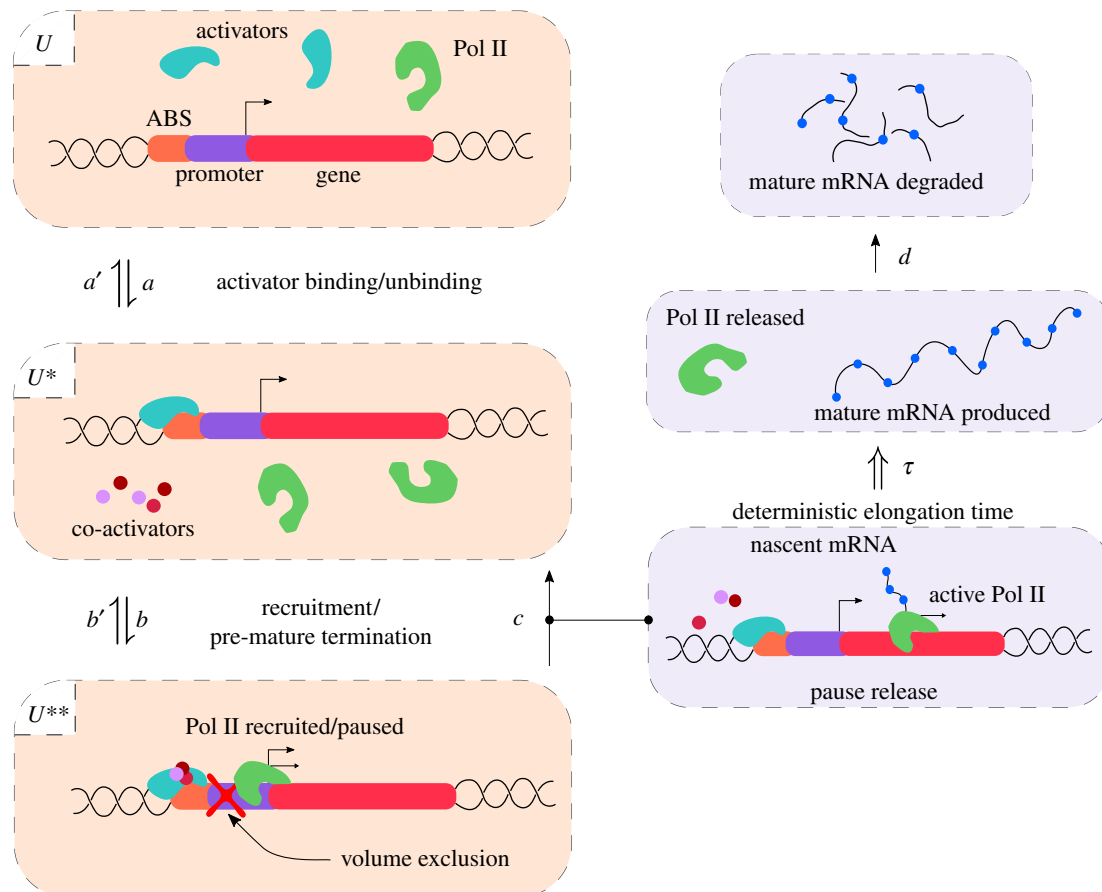 U
activators
Pol II
ABS
promoter
gene
a′
a
activator binding/unbinding
U*
co-activators
b′
b
recruitment/
pre-mature termination
c
U**
Pol II recruited/paused
volume exclusion
mature mRNA degraded
d
Pol II released
mature mRNA produced
τ
deterministic elongation time
nascent mRNA
active Pol II
pause release